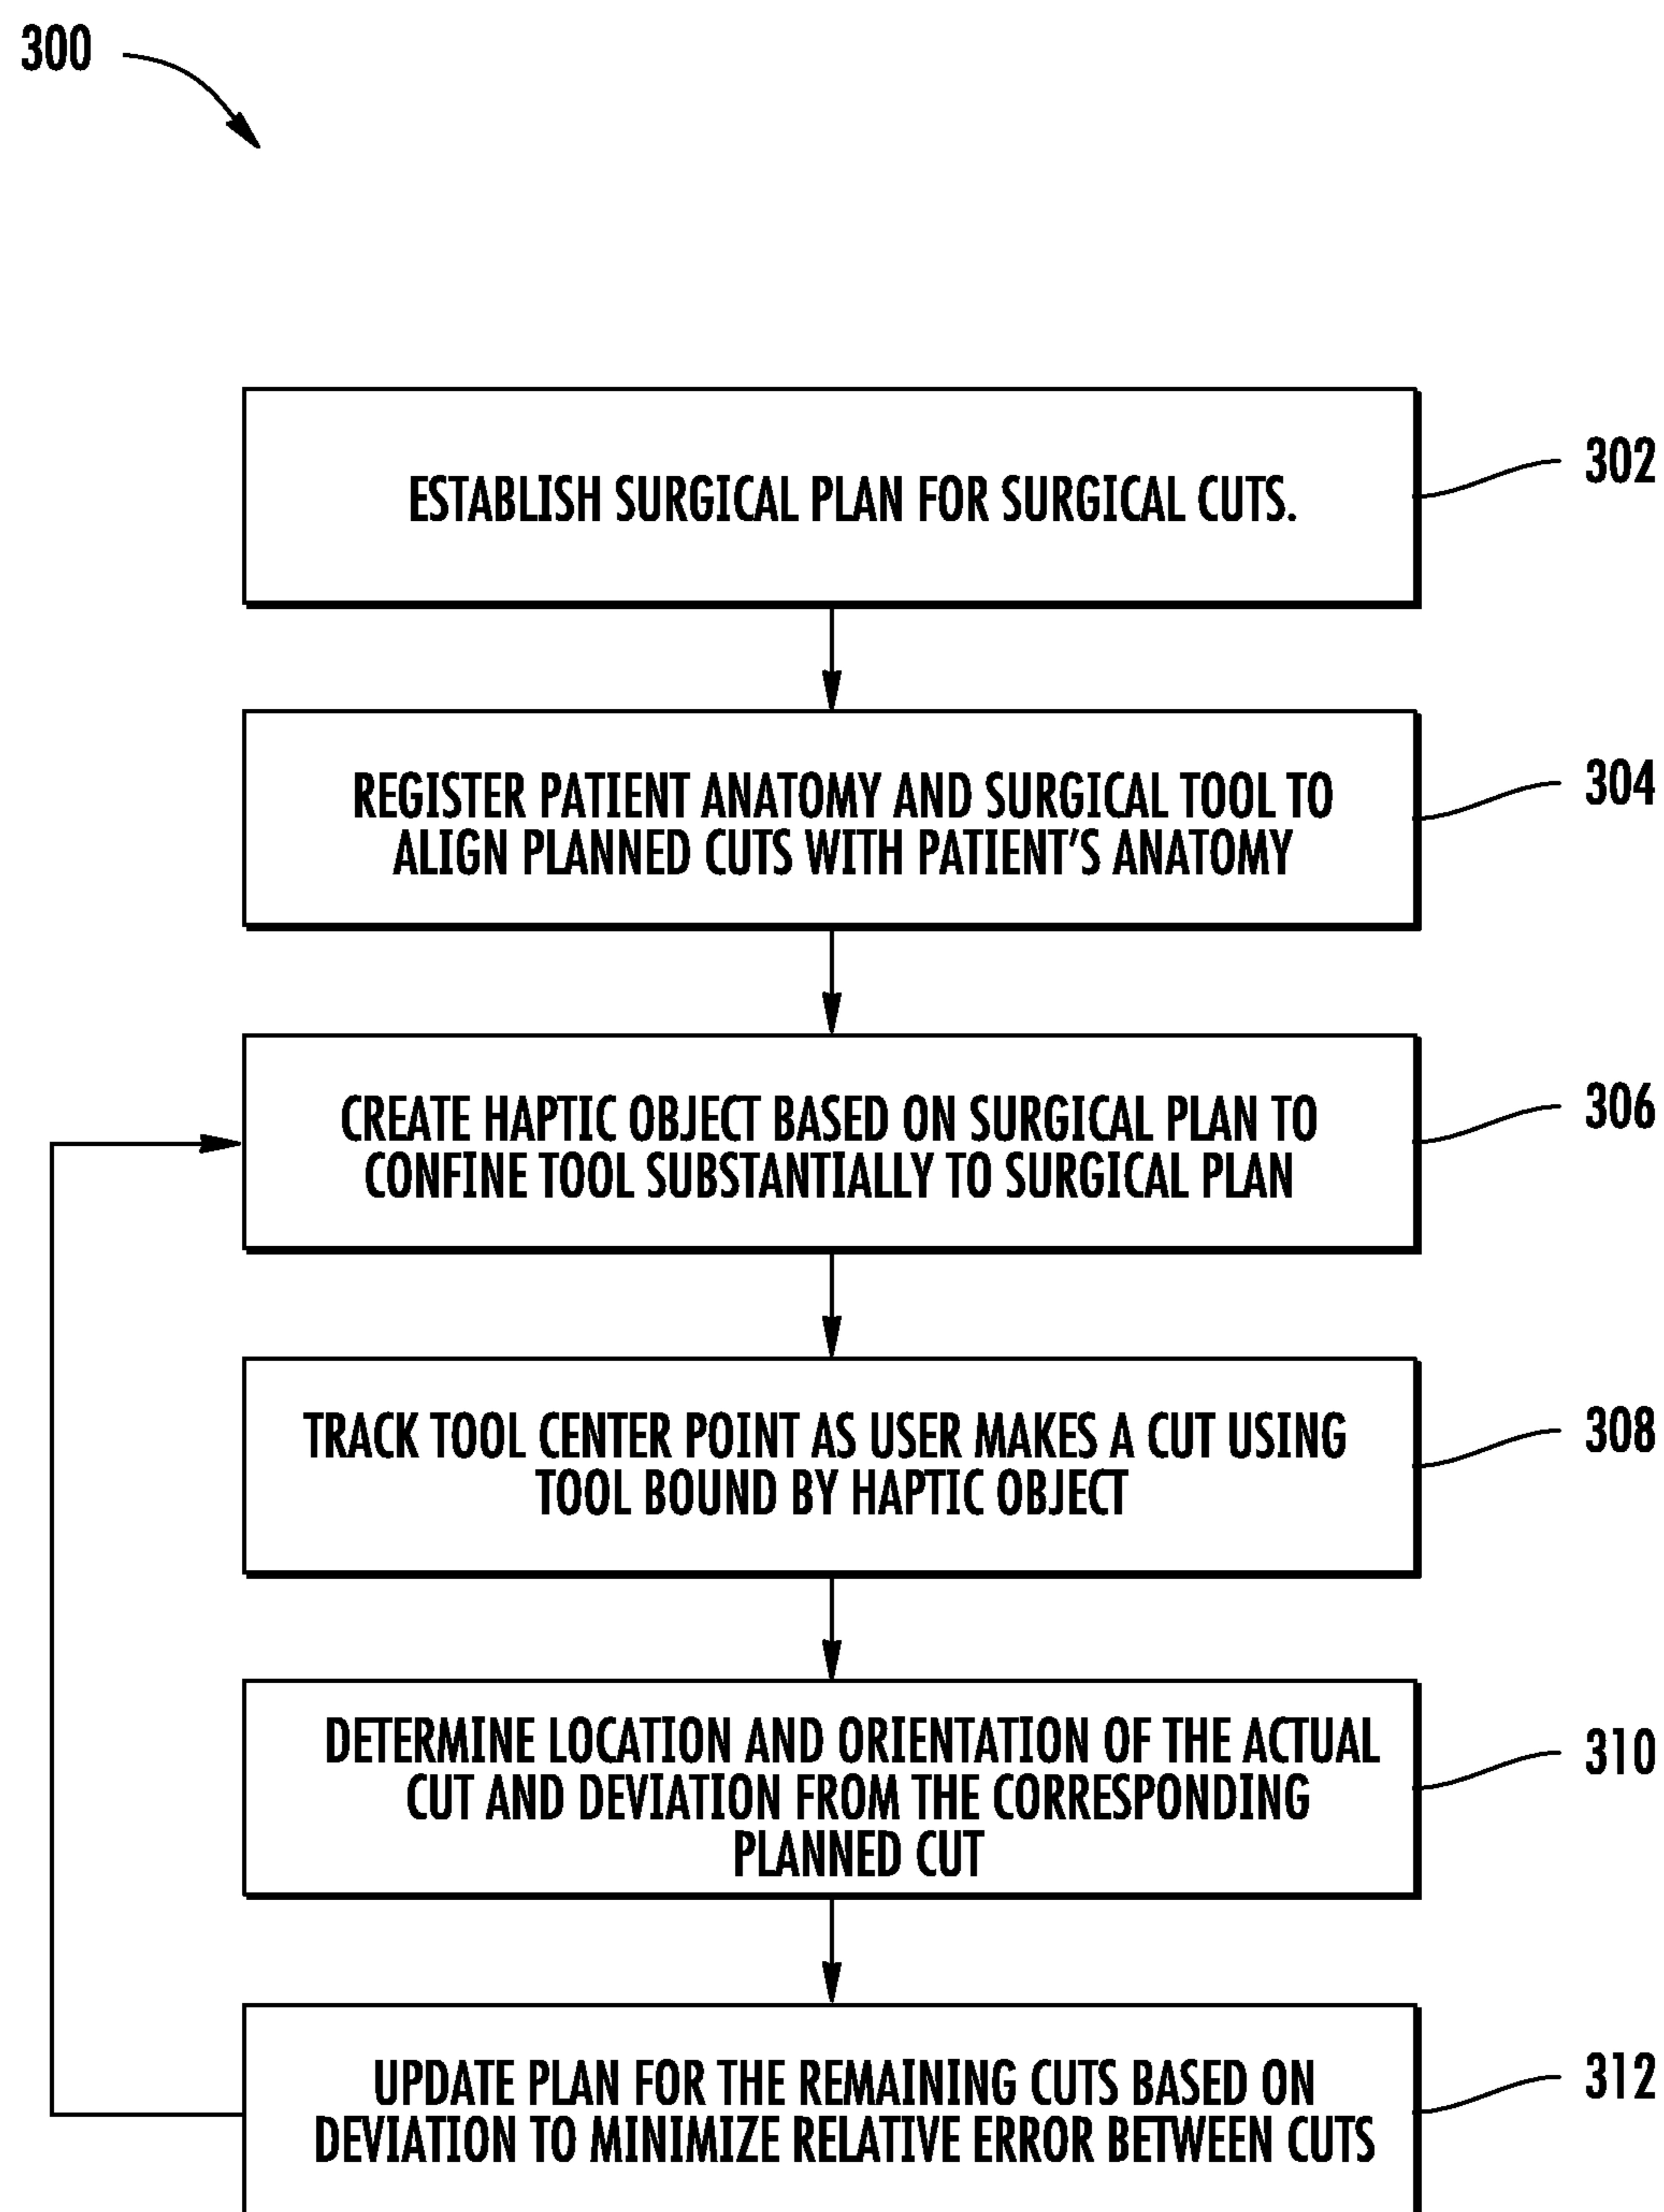 300
ESTABLISH SURGICAL PLAN FOR SURGICAL CUTS.
302
REGISTER PATIENT ANATOMY AND SURGICAL TOOL TO
ALIGN PLANNED CUTS WITH PATIENT'S ANATOMY
304
CREATE HAPTIC OBJECT BASED ON SURGICAL PLAN TO
CONFINE TOOL SUBSTANTIALLY TO SURGICAL PLAN
306
TRACK TOOL CENTER POINT AS USER MAKES A CUT USING
TOOL BOUND BY HAPTIC OBJECT
308
DETERMINE LOCATION AND ORIENTATION OF THE ACTUAL
CUT AND DEVIATION FROM THE CORRESPONDING
PLANNED CUT
310
UPDATE PLAN FOR THE REMAINING CUTS BASED ON
DEVIATION TO MINIMIZE RELATIVE ERROR BETWEEN CUTS
312